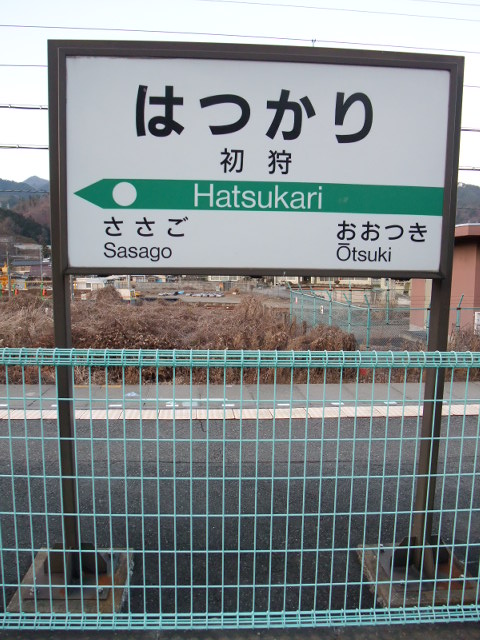 はつかり
初狩
Hatsukari
ささご おおつき
Sasago Ōtsuki